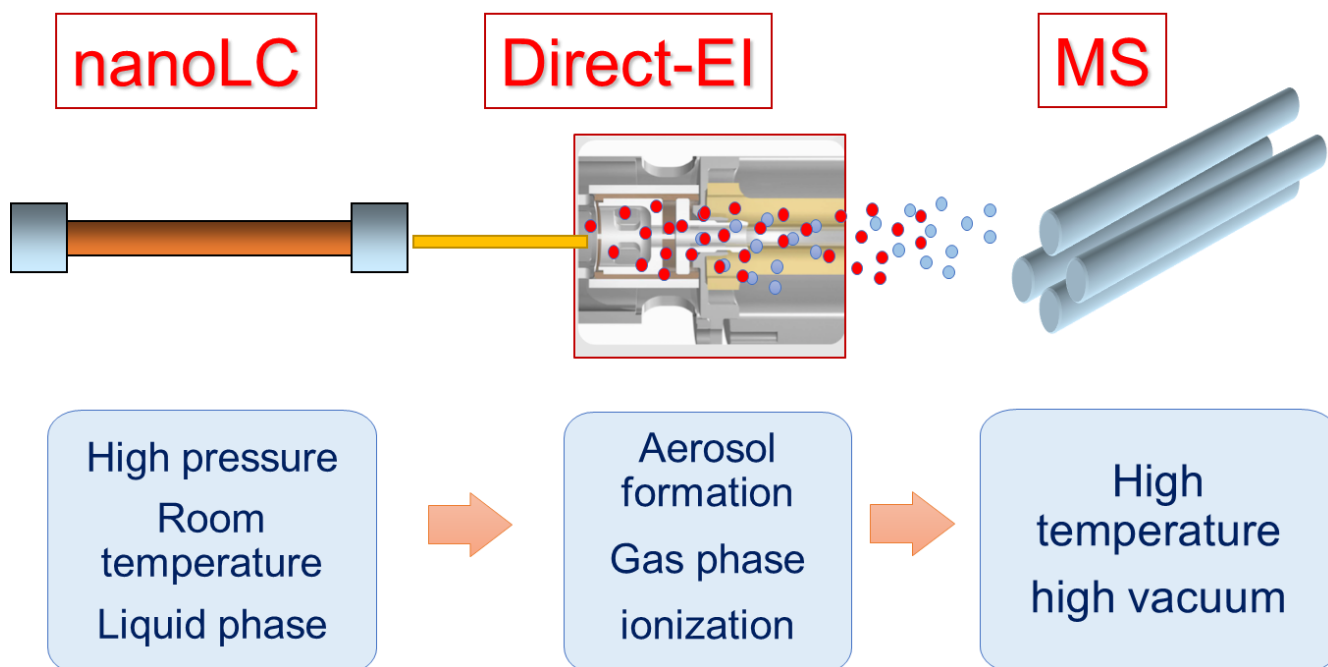 nanoLC
Direct-EI
MS
High pressure
Room
temperature
Liquid phase
Aerosol
formation
Gas phase
ionization
High
temperature
high vacuum